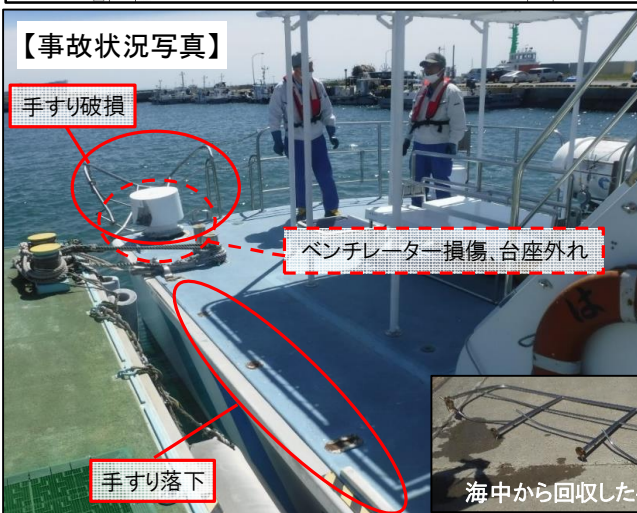 【事故状況写真】
手すり破損
ベンチレーター損傷、台座外れ
は
手すり落下
海中から回収した